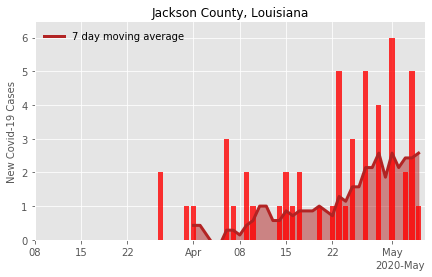 Jackson County, Louisiana
7 day moving average
New Covid-19 Cases
6
5
4
3
2
1
0
08 15 22 Apr 08 15 22 May
2020-May